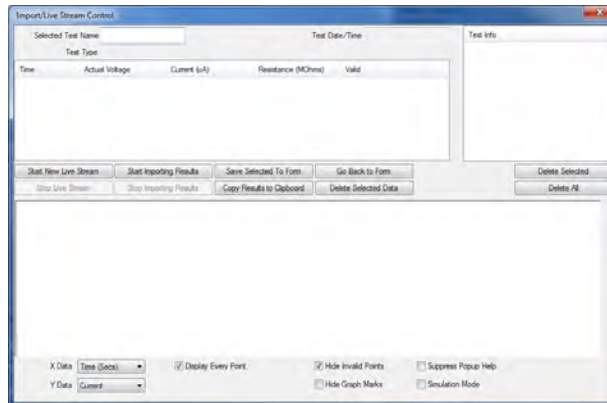 Import/Live Stream Control
Selected Test Name Test Date/Time Test Info
Test Type
Time Actual Voltage Current (uA) Resistance (MOhms) Valid
Start New Live Stream Start Importing Results Save Selected To Form Go Back to Form Delete Selected
Stop Live Stream Stop Importing Results Copy Results to Clipboard Delete Selected Data Delete All
X Data Time (Secs) Display Every Point Hide Invalid Points Suppress Popup Help
Y Data Current Hide Graph Marks Simulation Mode